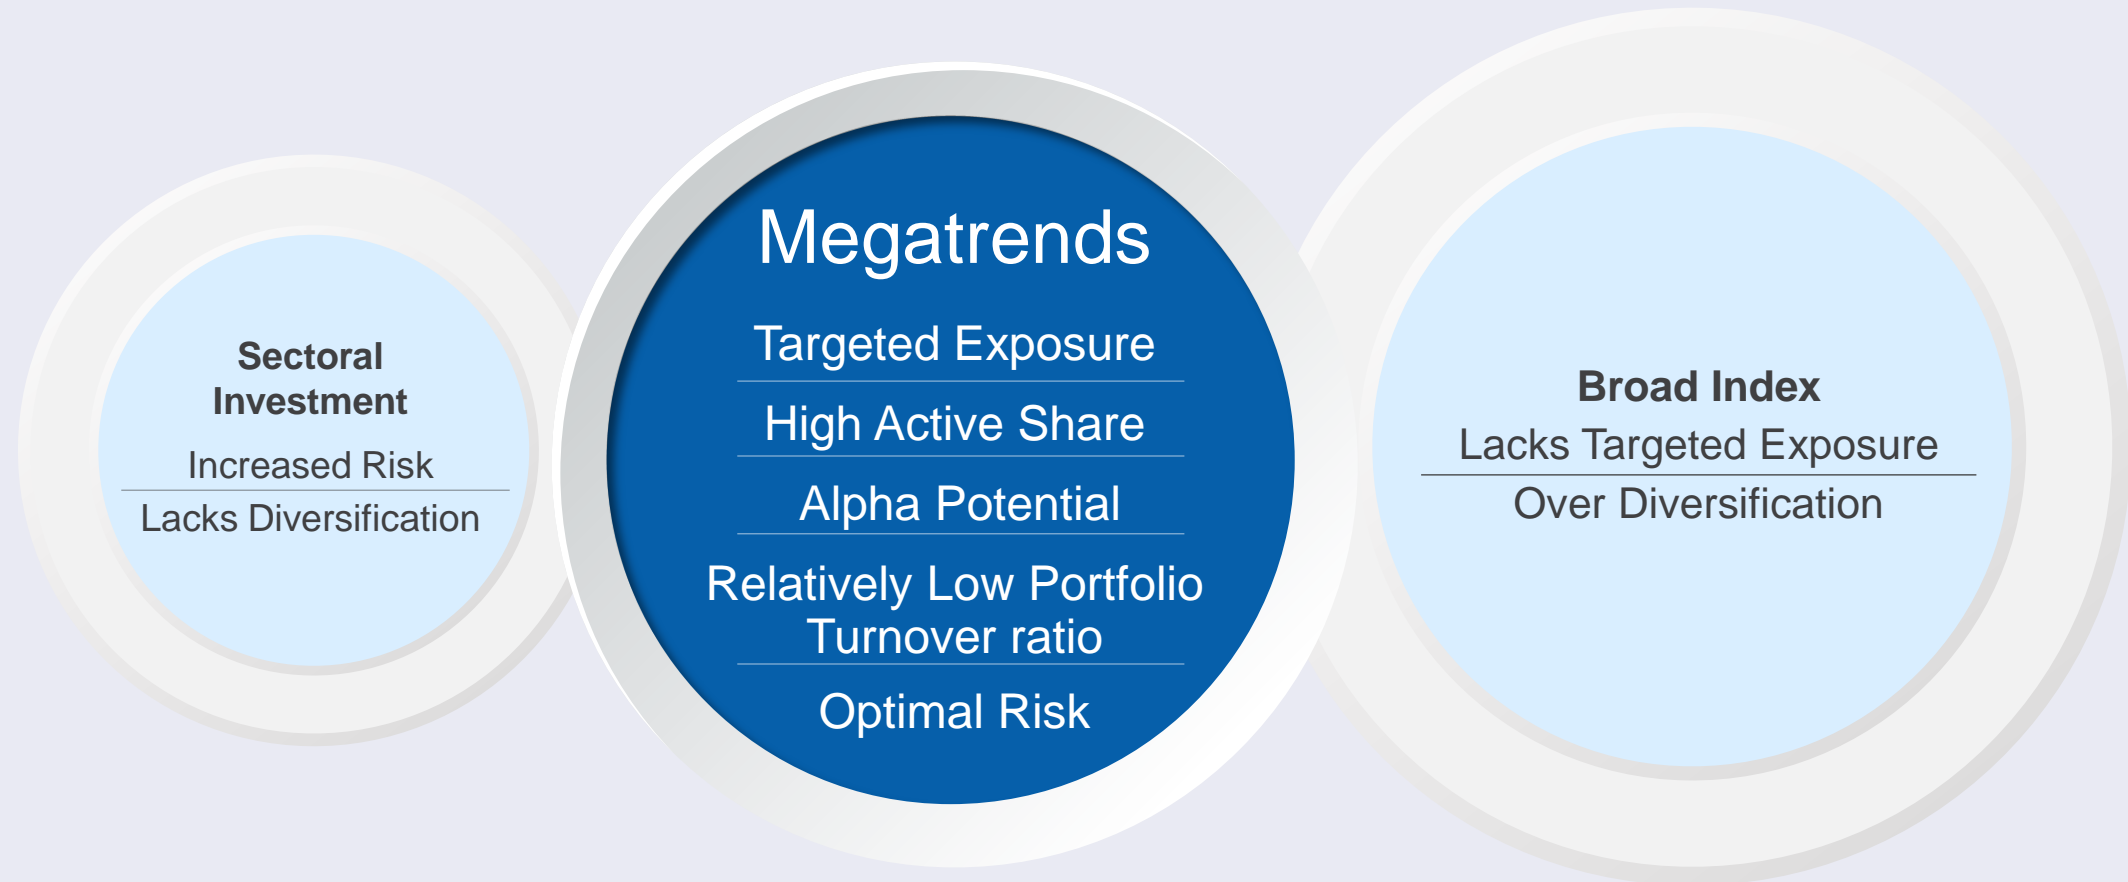 Sectoral
Investment
Increased Risk
Lacks Diversification
Megatrends
Targeted Exposure
High Active Share
Alpha Potential
Relatively Low Portfolio
Turnover ratio
Optimal Risk
Broad Index
Lacks Targeted Exposure
Over Diversification